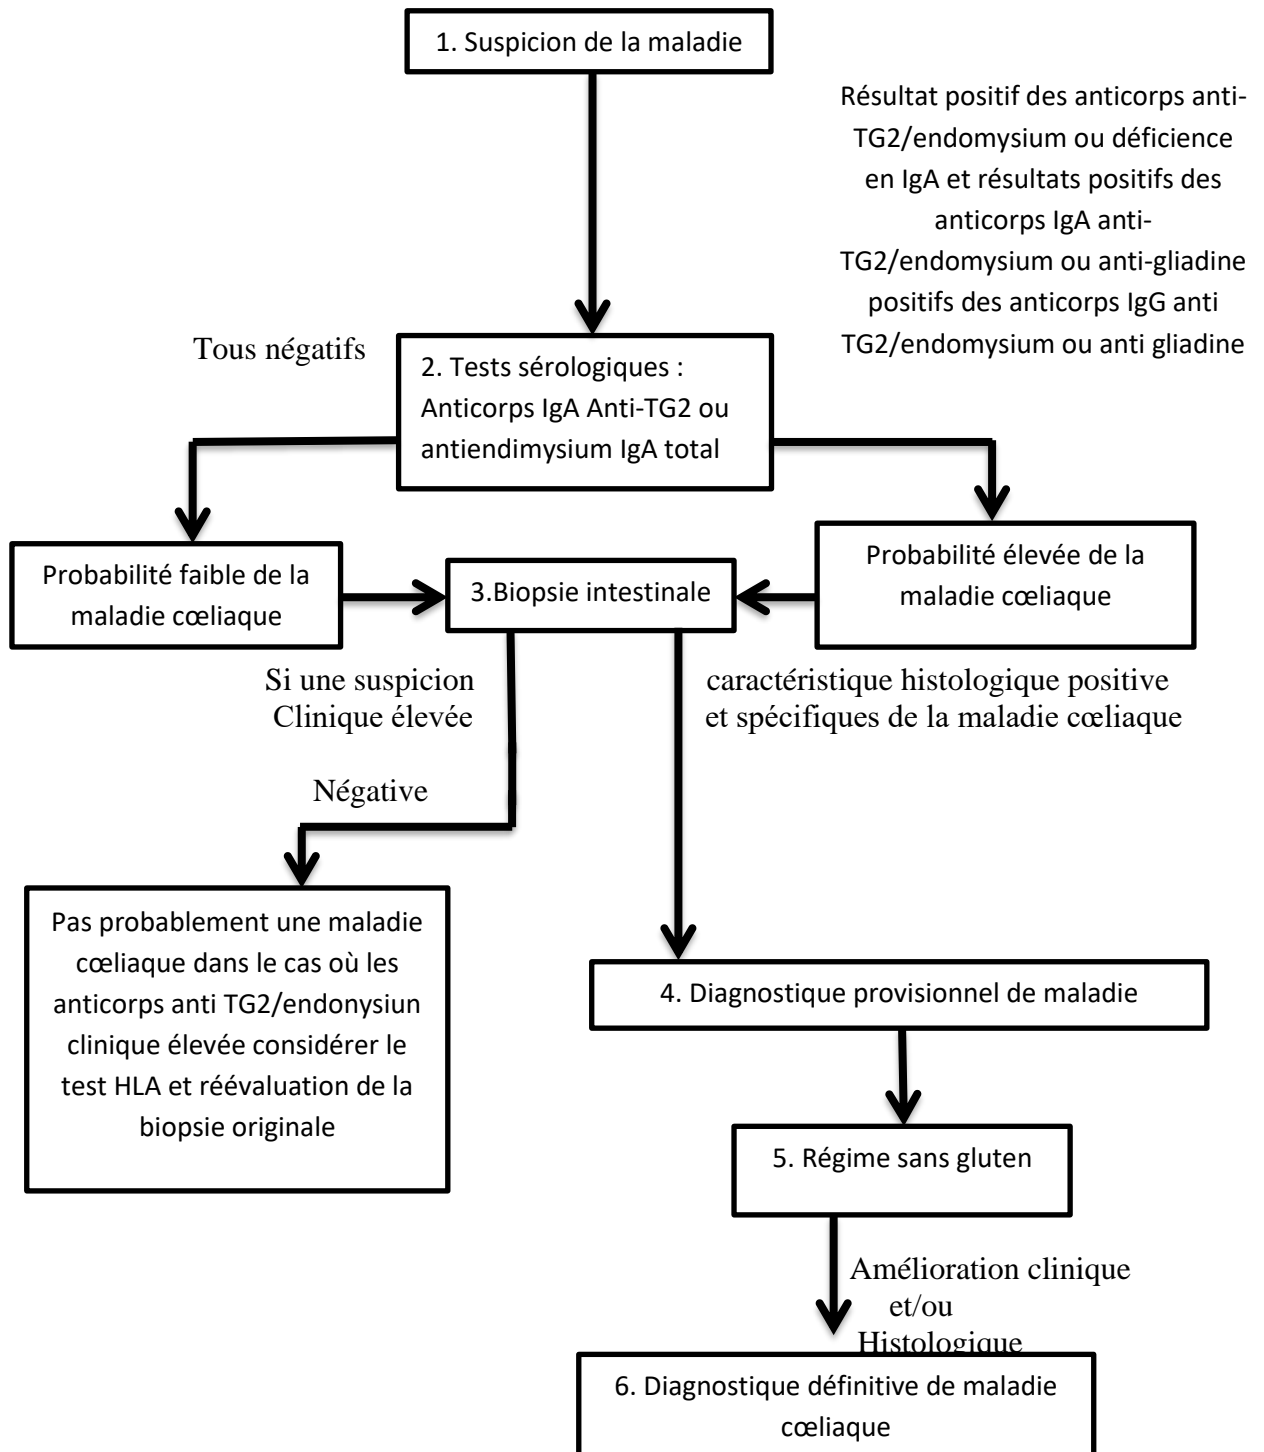 1. Suspicion de la maladie
Résultat positif des anticorps anti-
TG2/endomysium ou déficience
en IgA et résultats positifs des
anticorps IgA anti-
TG2/endomysium ou anti-gliadine
positifs des anticorps IgG anti
TG2/endomysium ou anti gliadine
Tous négatifs
2. Tests sérologiques :
Anticorps IgA Anti-TG2 ou
antiendimysium IgA total
Probabilité faible de la
maladie cœliaque
3.Biopsie intestinale
Probabilité élevée de la
maladie cœliaque
Si une suspicion
Clinique élevée
caractéristique histologique positive
et spécifiques de la maladie cœliaque
Négative
Pas probablement une maladie
cœliaque dans le cas où les
anticorps anti TG2/endonysiun
clinique élevée considérer le
test HLA et réévaluation de la
biopsie originale
4. Diagnostique provisionnel de maladie
5. Régime sans gluten
Amélioration clinique
et/ou
Histologique
6. Diagnostique définitive de maladie
cœliaque